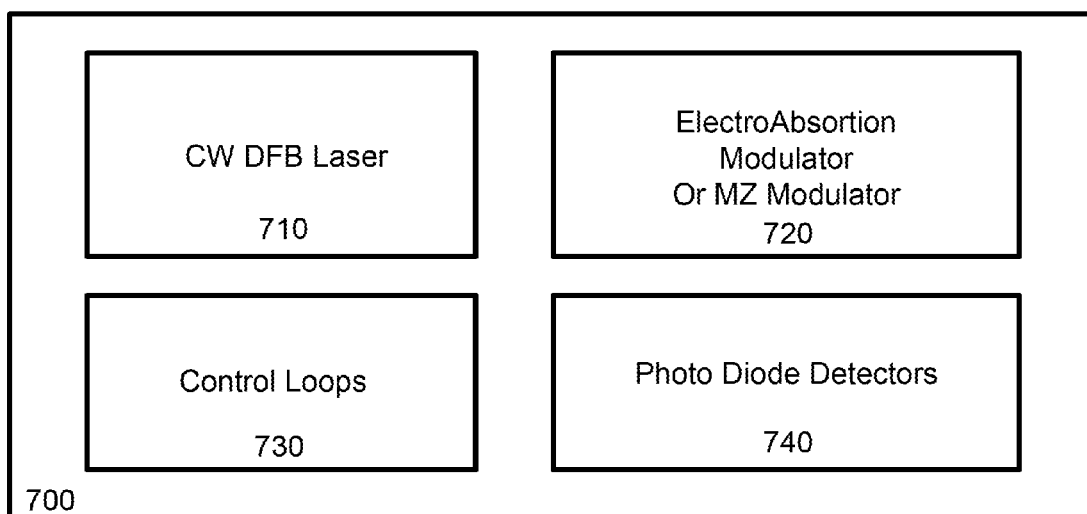 CW DFB Laser
710
ElectroAbsortion
Modulator
Or MZ Modulator
720
Control Loops
730
Photo Diode Detectors
740
700